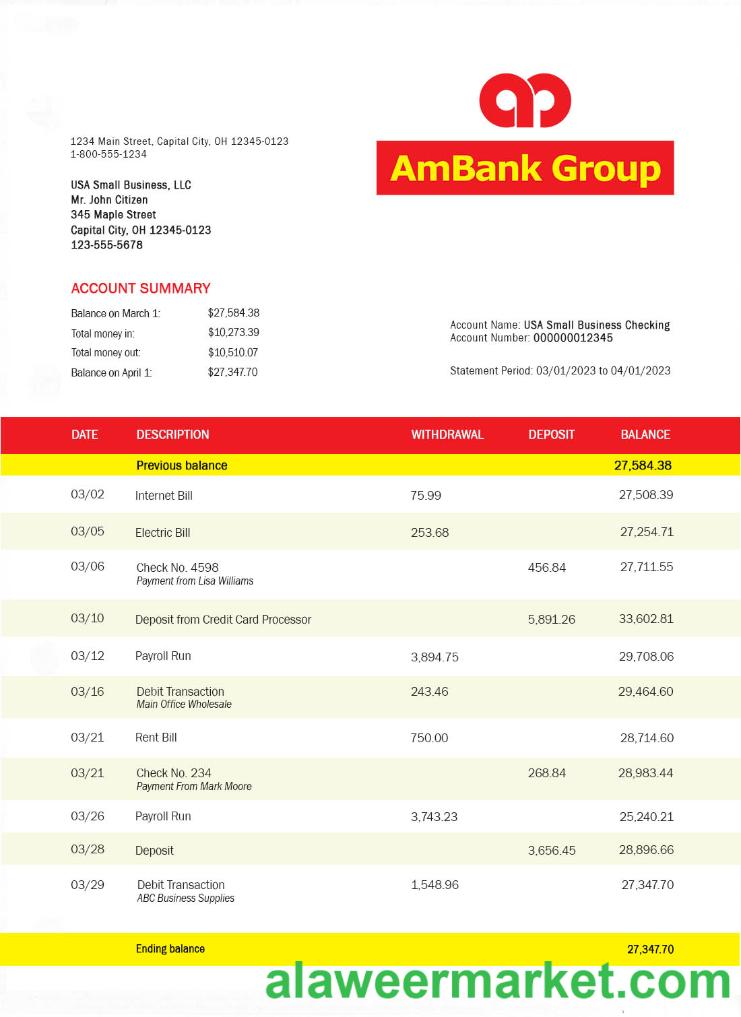 AmBank Group
1234 Main Street, Capital City, OH 12345-0123
1-800-555-1234
USA Small Business, LLC
Mr. John Citizen
345 Maple Street
Capital City, OH 12345-0123
123-555-5678
ACCOUNT SUMMARY
Balance on March 1: $27,584.38
Total money in: $10,273.39
Total money out: $10,510.07
Balance on April 1: $27,347.70
Account Name: USA Small Business Checking
Account Number: 000000012345
Statement Period: 03/01/2023 to 04/01/2023
DATE DESCRIPTION WITHDRAWAL DEPOSIT BALANCE
Previous balance 27,584.38
03/02 Internet Bill 75.99 27,508.39
03/05 Electric Bill 253.68 27,254.71
03/06 Check No. 4598 456.84 27,711.55
Payment from Lisa Williams
03/10 Deposit from Credit Card Processor 5,891.26 33,602.81
03/12 Payroll Run 3,894.75 29,708.06
03/16 Debit Transaction 243.46 29,464.60
Main Office Wholesale
03/21 Rent Bill 750.00 28,714.60
03/21 Check No. 234 268.84 28,983.44
Payment From Mark Moore
03/26 Payroll Run 3,743.23 25,240.21
03/28 Deposit 3,656.45 28,896.66
03/29 Debit Transaction 1,548.96 27,347.70
ABC Business Supplies
Ending balance 27,347.70
alaweermarket.com